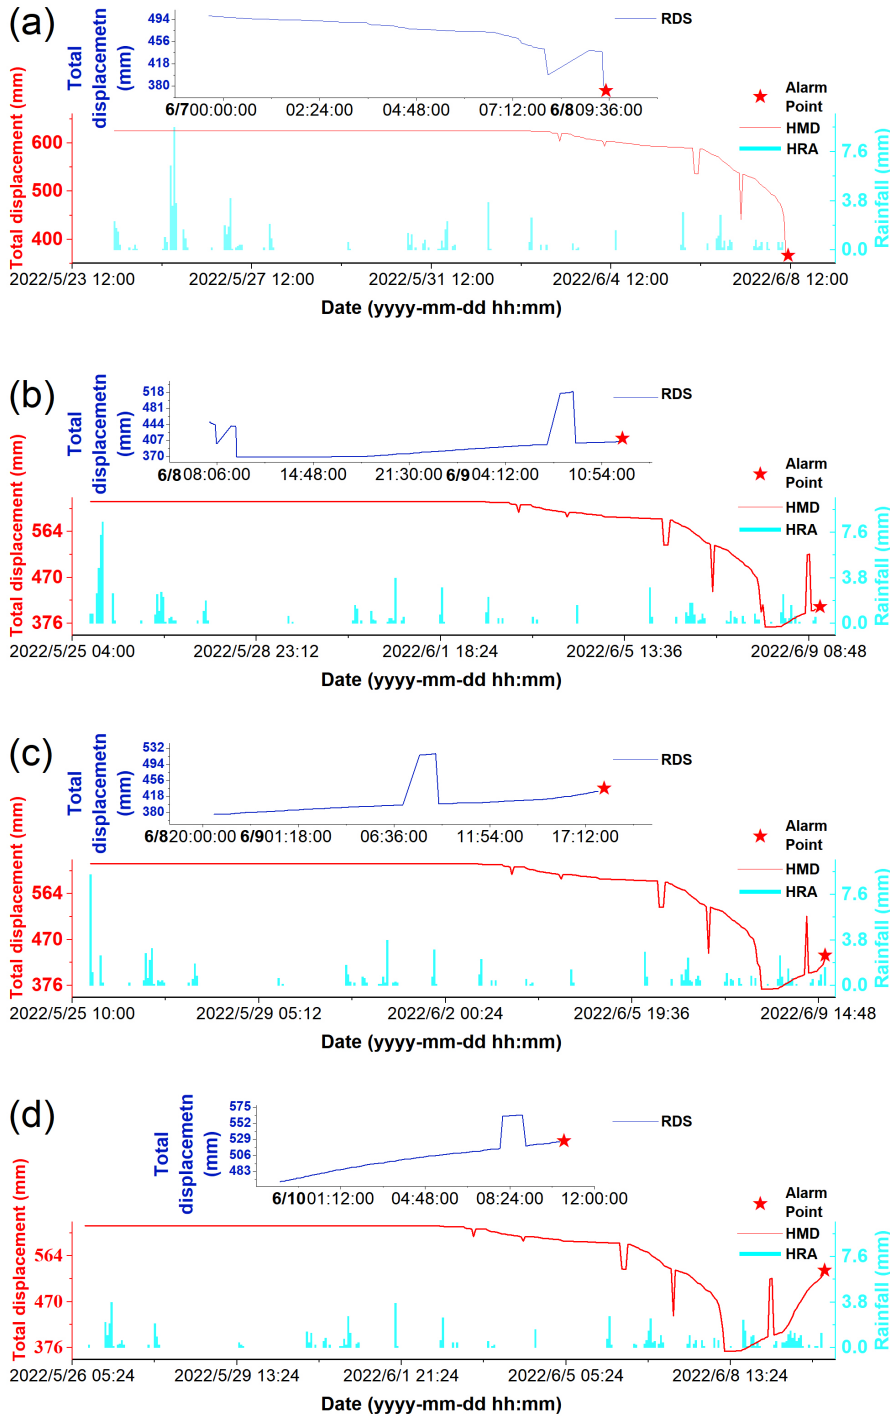 (a)
Total
displacemetn
(mm)
494
456
418
380
RDS
6/700:00:00 02:24:00 04:48:00 07:12:00 6/809:36:00
Total displacement (mm)
600
500
400
Alarm
Point
HMD
HRA
7.6
3.8
0.0
Rainfall (mm)
2022/5/23 12:00 2022/5/27 12:00 2022/5/31 12:00 2022/6/4 12:00 2022/6/8 12:00
Date (yyyy-mm-dd hh:mm)
(b)
Total
displacemetn
(mm)
518
481
444
407
370
RDS
6/808:06:00 14:48:00 21:30:00 6/904:12:00 10:54:00
Total displacement (mm)
564
470
376
Alarm
Point
HMD
HRA
7.6
3.8
0.0
Rainfall (mm)
2022/5/25 04:00 2022/5/28 23:12 2022/6/1 18:24 2022/6/5 13:36 2022/6/9 08:48
Date (yyyy-mm-dd hh:mm)
(c)
Total
displacemetn
(mm)
532
494
456
418
380
RDS
6/820:00:00 6/901:18:00 06:36:00 11:54:00 17:12:00
Total displacement (mm)
564
470
376
Alarm
Point
HMD
HRA
7.6
3.8
0.0
Rainfall (mm)
2022/5/25 10:00 2022/5/29 05:12 2022/6/2 00:24 2022/6/5 19:36 2022/6/9 14:48
Date (yyyy-mm-dd hh:mm)
(d)
Total
displacemetn
(mm)
575
552
529
506
483
RDS
6/1001:12:00 04:48:00 08:24:00 12:00:00
Total displacement (mm)
564
470
376
Alarm
Point
HMD
HRA
7.6
3.8
0.0
Rainfall (mm)
2022/5/26 05:24 2022/5/29 13:24 2022/6/1 21:24 2022/6/5 05:24 2022/6/8 13:24
Date (yyyy-mm-dd hh:mm)